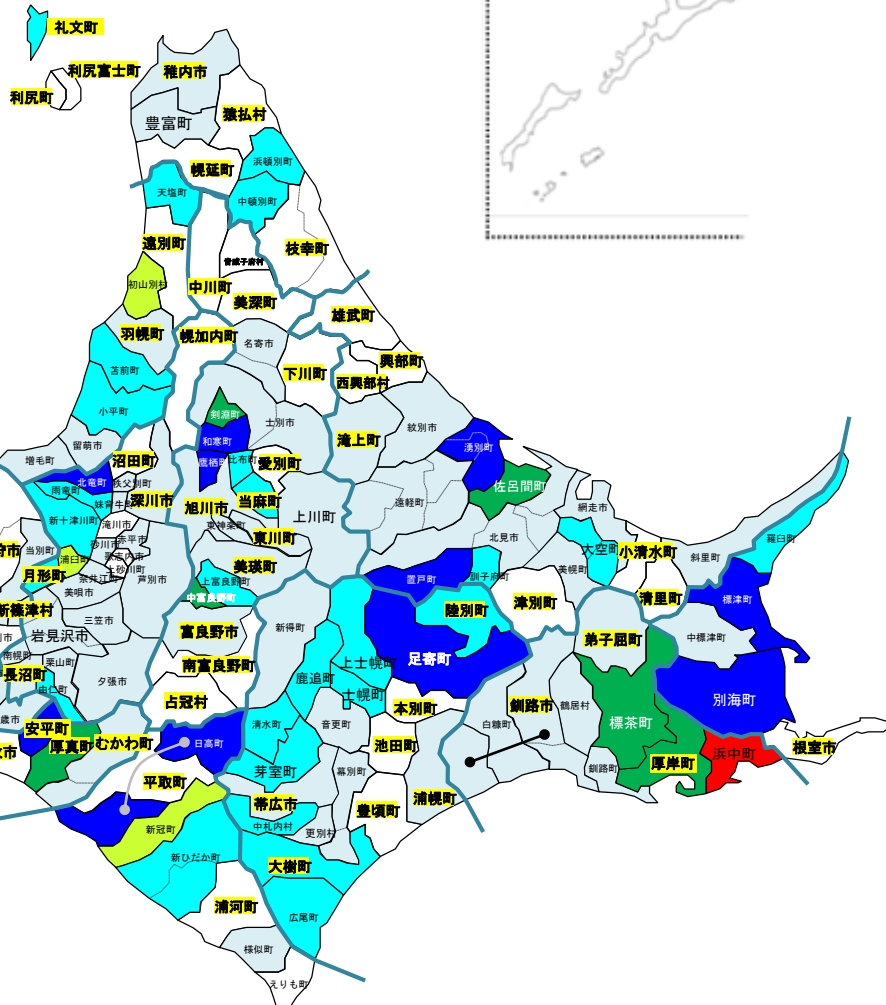 礼文町
利尻富士町
利尻町
稚内市
豊富町
猿払村
幌延町
浜頓別町
天塩町
中頓別町
遠別町
枝幸町
音威子府村
初山別村
中川町
美深町
雄武町
羽幌町
幌加内町
名寄市
興部町
下川町
西興部村
苫前町
小平町
剣淵町
士別市
滝上町
紋別市
湧別町
留萌市
和寒町
増毛町
沼田町
鷹栖町
比布町
愛別町
北竜町
秩父別町
雨竜町
妹背牛町
深川市
旭川市
当麻町
上川町
遠軽町
佐呂間町
新十津川町
滝川市
東神楽町
東川町
網走市
赤平市
砂川市
歌志内市
北見市
大空町
小清水町
羅臼町
当別町
浦臼町
上砂川町
月形町
奈井江町
芦別市
美瑛町
上富良野町
中富良野町
置戸町
訓子府町
美幌町
斜里町
清里町
標津町
美唄市
新篠津村
陸別町
津別町
三笠市
岩見沢市
富良野市
新得町
弟子屈町
中標津町
南幌町
栗山町
南富良野町
上士幌町
足寄町
長沼町
夕張市
鹿追町
士幌町
由仁町
占冠村
本別町
釧路市
鶴居村
別海町
安平町
清水町
音更町
白糠町
標茶町
厚真町
むかわ町
日高町
池田町
浜中町
根室市
平取町
芽室町
幕別町
釧路町
厚岸町
帯広市
豊頃町
浦幌町
新冠町
中札内村
更別村
新ひだか町
大樹町
浦河町
広尾町
様似町
えりも町